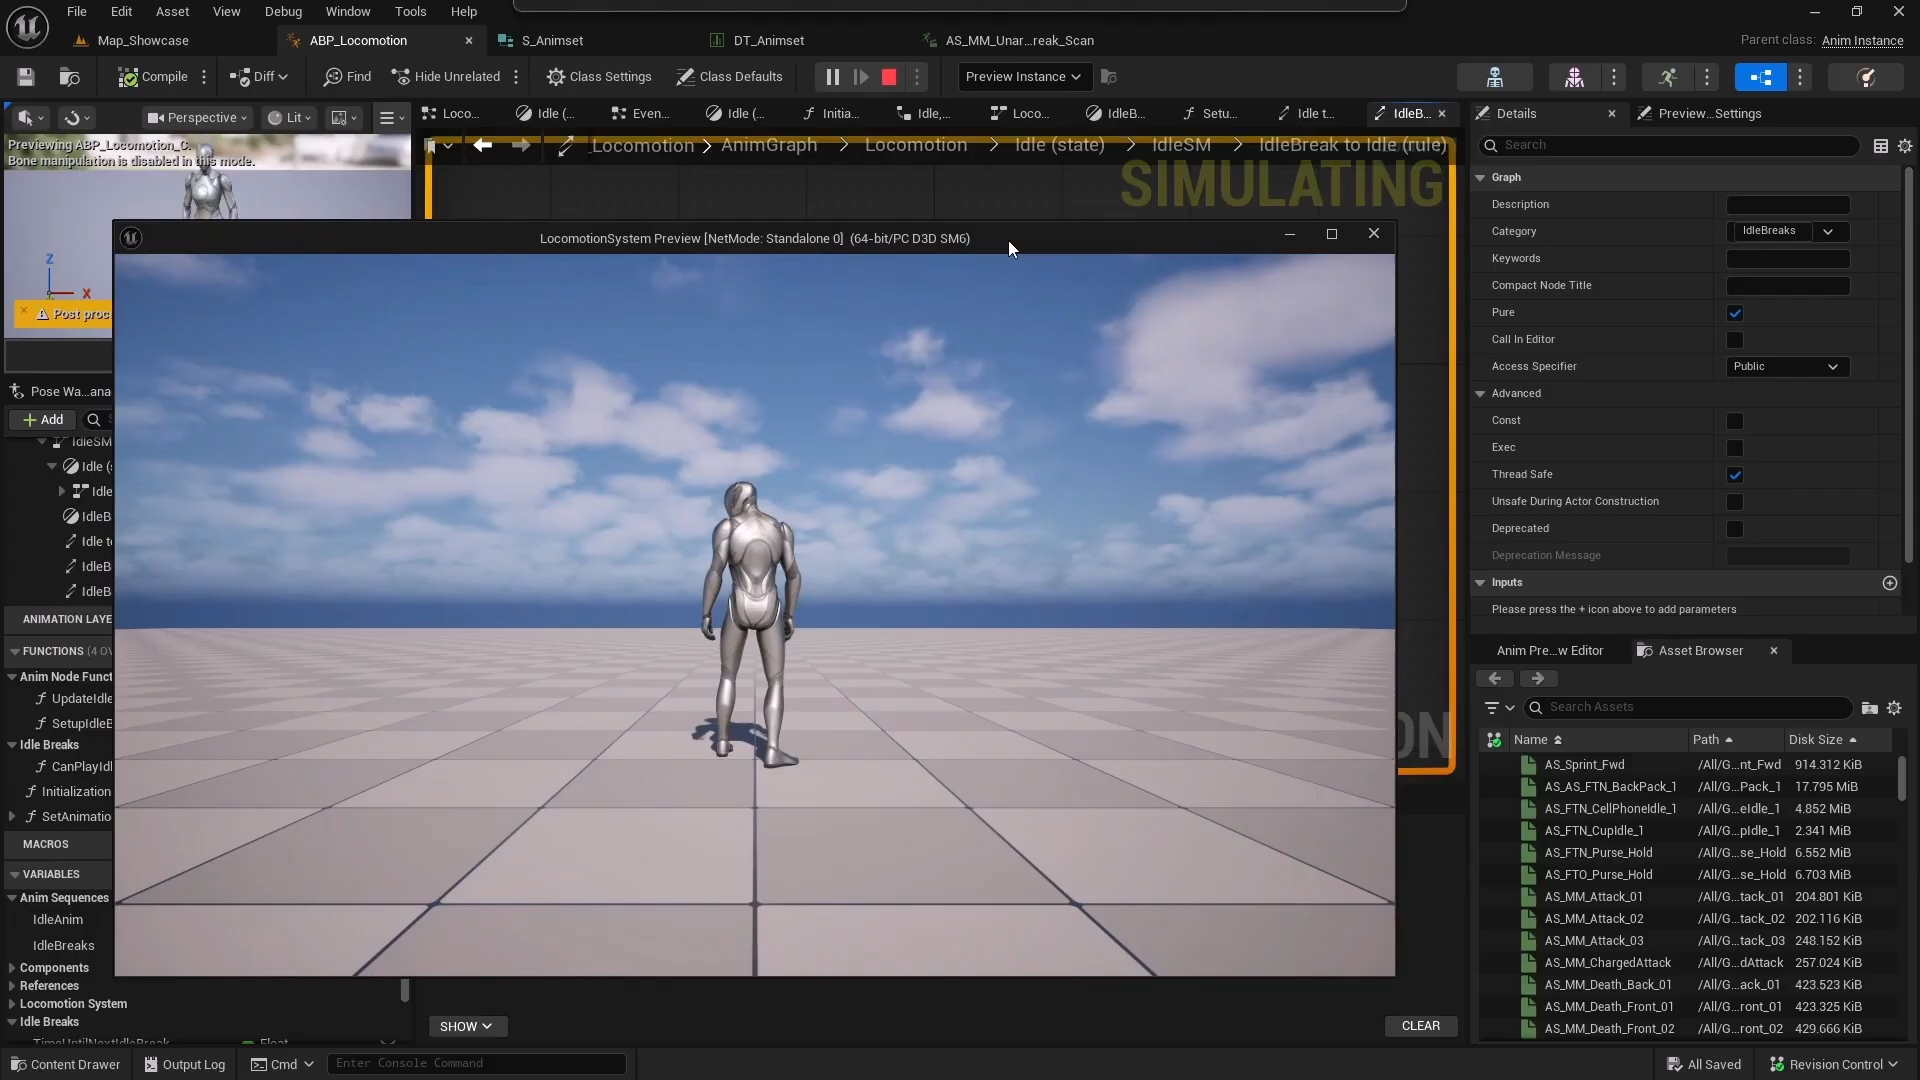 File Edit Asset View Debug Window Tools Help
Map_Showcase ABP_Locomotion S_Animset DT_Animset AS_MM_Unar...reak_Scan Parent class: Anim Instance
Compile Diff Find Hide Unrelated Class Settings Class Defaults Preview Instance
Perspective Lit Loco... Idle (... Even... Idle (... Initia... Idle,... Loco... IdleB... Setu... Idle t... IdleB... Details Preview...Settings
Previewing ABP_Locomotion_C.
Bone manipulation is disabled in this mode.
Locomotion > AnimGraph > Locomotion > Idle (state) > IdleSM > IdleBreak to Idle (rule)
Search
SIMULATING
Graph
Description
Category IdleBreaks
Keywords
Compact Node Title
Pure
Call In Editor
Access Specifier Public
Advanced
Const
Exec
Thread Safe
Unsafe During Actor Construction
Deprecated
Deprecation Message
Inputs
Please press the + icon above to add parameters
LocomotionSystem Preview [NetMode: Standalone 0] (64-bit/PC D3D SM6)
Z
X
Post proc
Pose Wa...ana
Add
IdleSM
Idle (
Idle
IdleB
Idle t
IdleB
IdleB
ANIMATION LAYE
FUNCTIONS (4 OV
Anim Node Funct
UpdateIdle
SetupIdleB
Idle Breaks
CanPlayIdl
Initialization
SetAnimatio
MACROS
VARIABLES
Anim Sequences
IdleAnim
IdleBreaks
Components
References
Locomotion System
Idle Breaks
TimeUntilNextIdleBreak Float
ON
SHOW CLEAR
Anim Pre...w Editor Asset Browser
Search Assets
Name Path Disk Size
AS_Sprint_Fwd /All/G...nt_Fwd 914.312 KiB
AS_AS_FTN_BackPack_1 /All/G...Pack_1 17.795 MiB
AS_FTN_CellPhoneIdle_1 /All/G...eIdle_1 4.852 MiB
AS_FTN_CupIdle_1 /All/G...pIdle_1 2.341 MiB
AS_FTN_Purse_Hold /All/G...se_Hold 6.552 MiB
AS_FTO_Purse_Hold /All/G...se_Hold 6.703 MiB
AS_MM_Attack_01 /All/G...tack_01 204.801 KiB
AS_MM_Attack_02 /All/G...tack_02 202.116 KiB
AS_MM_Attack_03 /All/G...tack_03 248.152 KiB
AS_MM_ChargedAttack /All/G...dAttack 257.024 KiB
AS_MM_Death_Back_01 /All/G...ack_01 423.523 KiB
AS_MM_Death_Front_01 /All/G...ront_01 423.325 KiB
AS_MM_Death_Front_02 /All/G...ront_02 429.666 KiB
Content Drawer Output Log Cmd Enter Console Command All Saved Revision Control